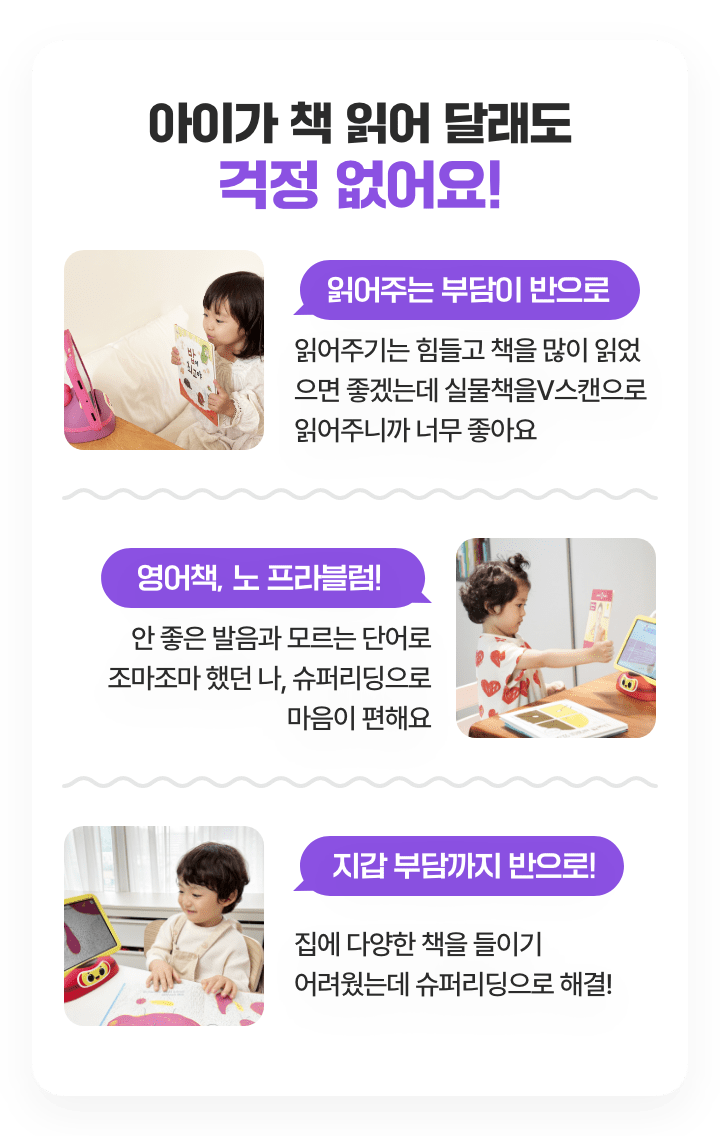 아이가 책 읽어 달래도
걱정 없어요!
읽어주는 부담이 반으로
읽어주기는 힘들고 책을 많이 읽었
으면 좋겠는데 실물책을V스캔으로
읽어주니까 너무 좋아요
영어책, 노 프라블럼!
안 좋은 발음과 모르는 단어로
조마조마 했던 나, 슈퍼리딩으로
마음이 편해요
지갑 부담까지 반으로!
집에 다양한 책을 들이기
어려웠는데 슈퍼리딩으로 해결!